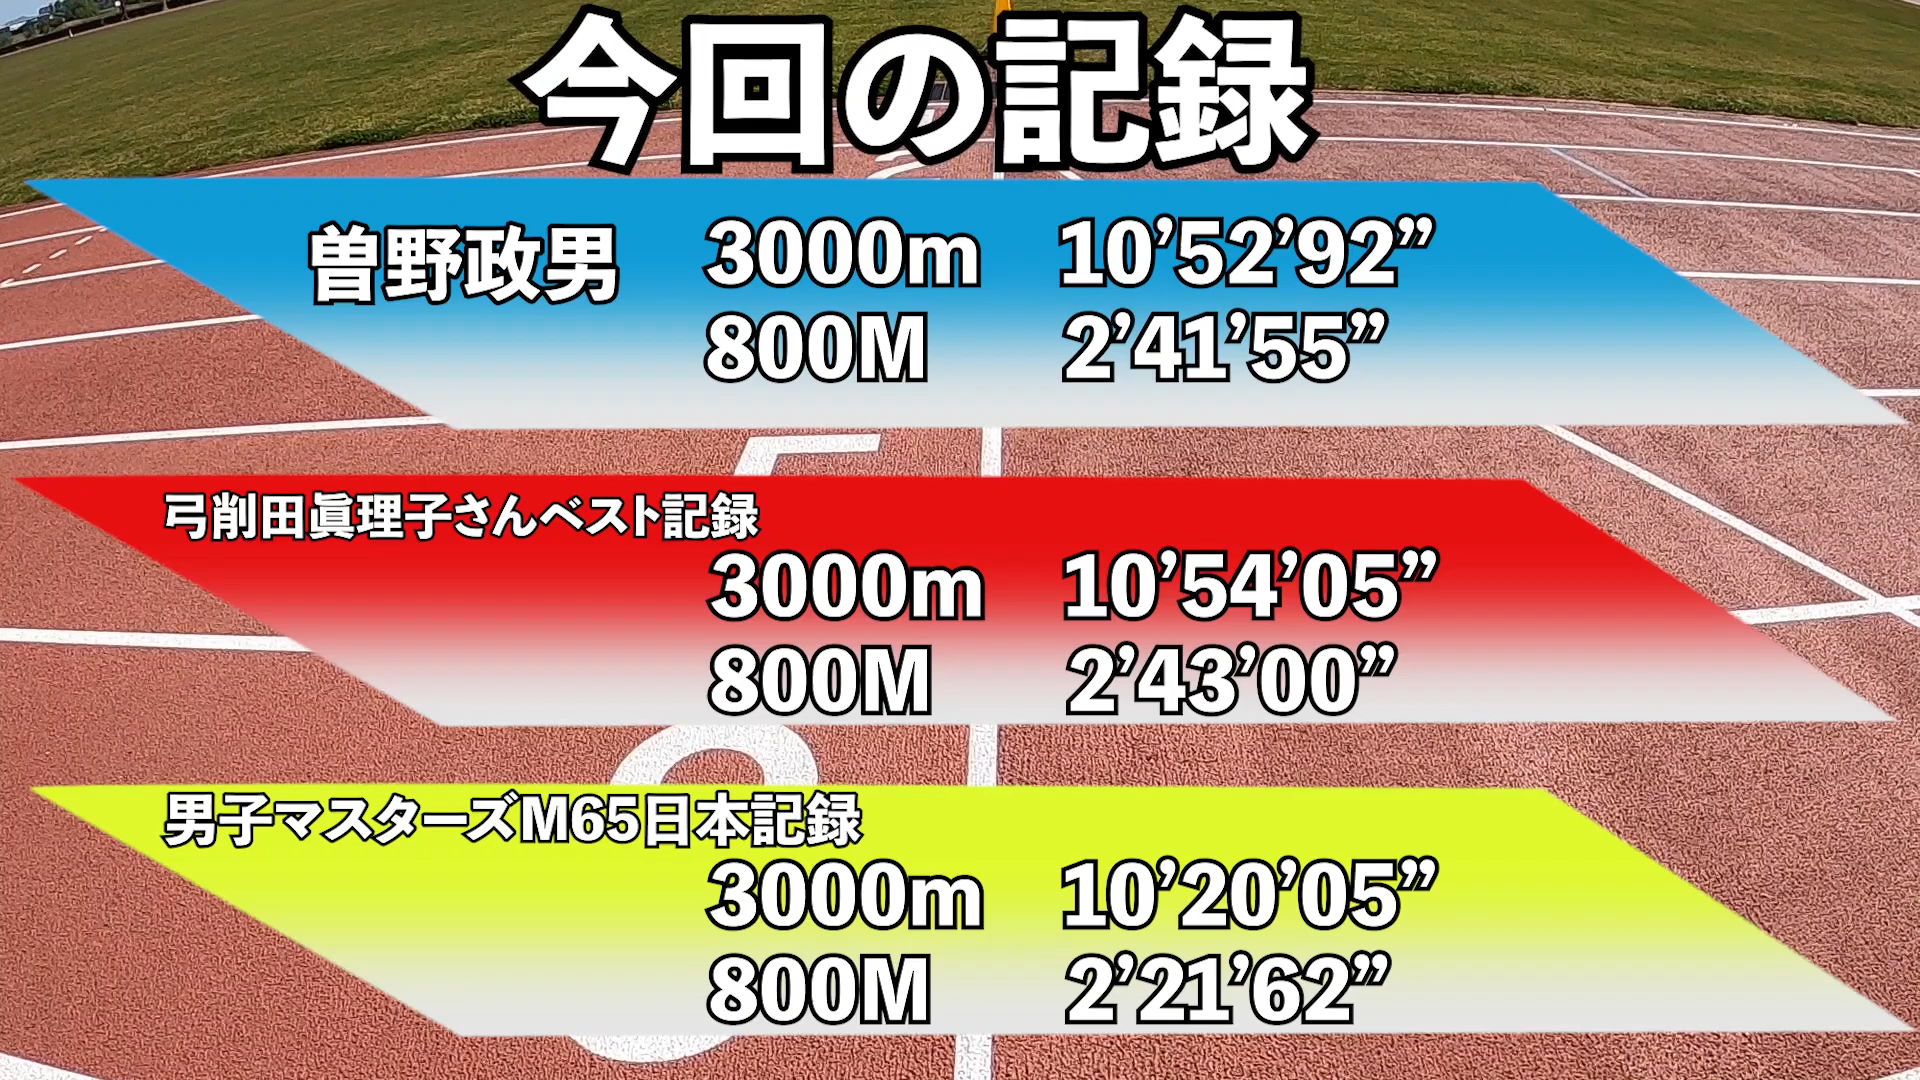 今回の記録
曽野政男 3000m 10’52’92”
800M 2’41’55”
弓削田眞理子さんベスト記録
3000m 10’54’05”
800M 2’43’00”
男子マスターズM65日本記録
3000m 10’20’05”
800M 2’21’62”